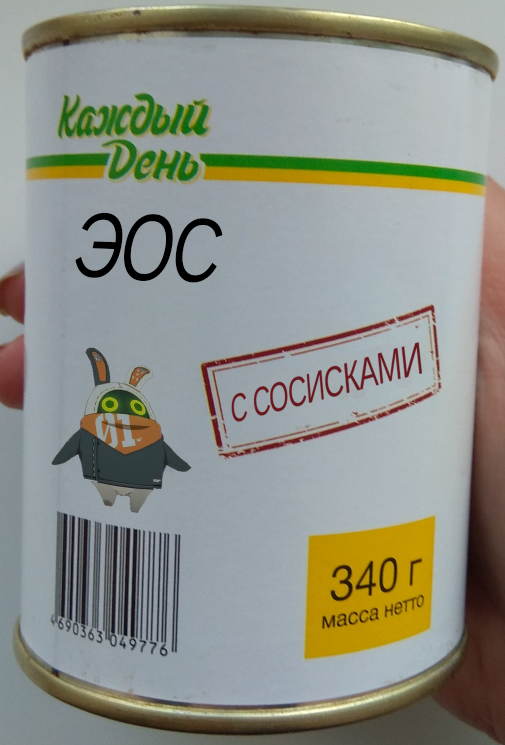 Каждый
День
ЭОС
С СОСИСКАМИ
340 г
масса нетто
4690363 049776